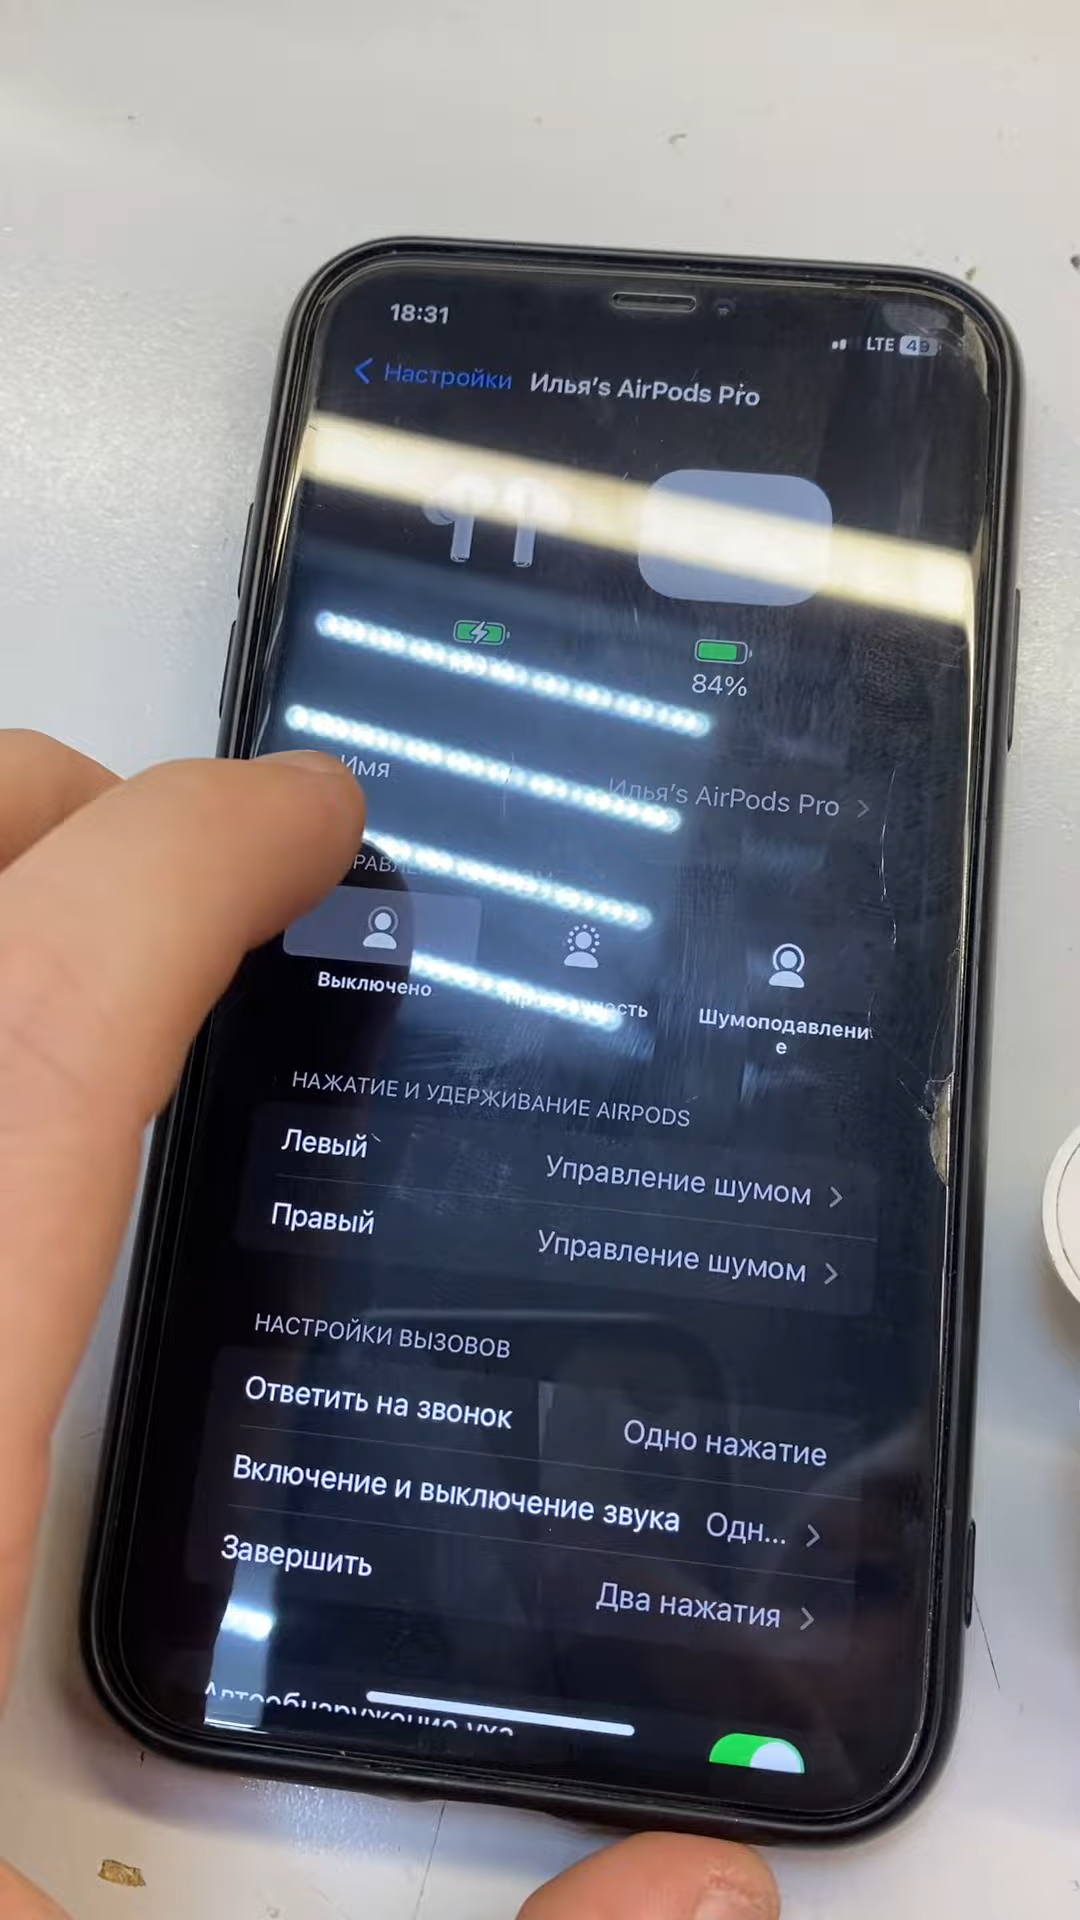 18:31
LTE 49
Настройки Илья's AirPods Pro
84%
Имя Илья's AirPods Pro
Выключено
Шумоподавлени
е
НАЖАТИЕ И УДЕРЖИВАНИЕ AIRPODS
Левый Управление шумом
Правый Управление шумом
НАСТРОЙКИ ВЫЗОВОВ
Ответить на звонок Одно нажатие
Включение и выключение звука Одн...
Завершить Два нажатия
Автообнаружение уха